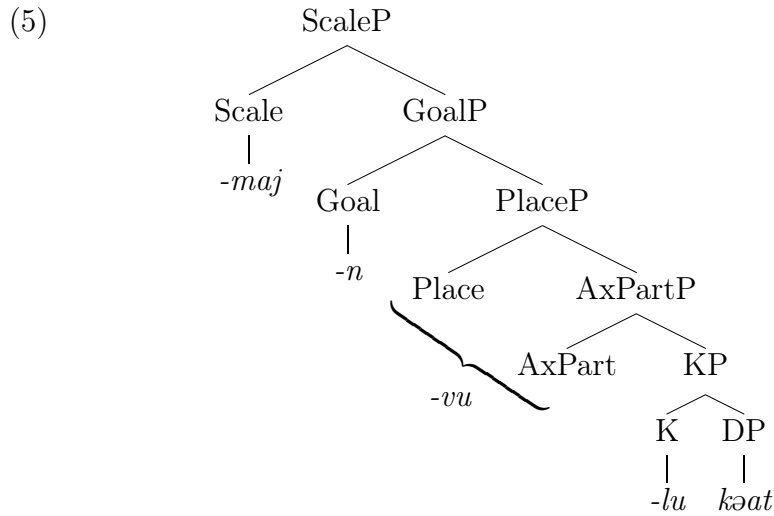 (5)
ScaleP
Scale GoalP
-maj
Goal PlaceP
-n
Place AxPartP
AxPart KP
-vu
K DP
-lu kəat